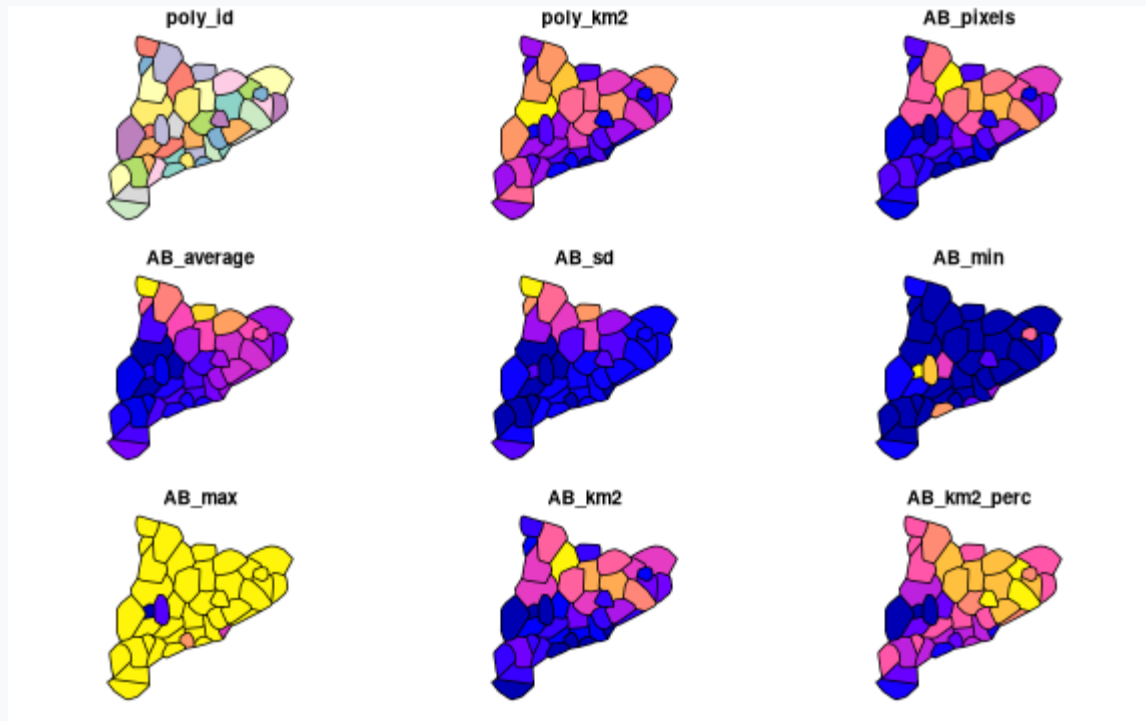 poly_id
poly_km2
AB_pixels
AB_average
AB_sd
AB_min
AB_max
AB_km2
AB_km2_perc